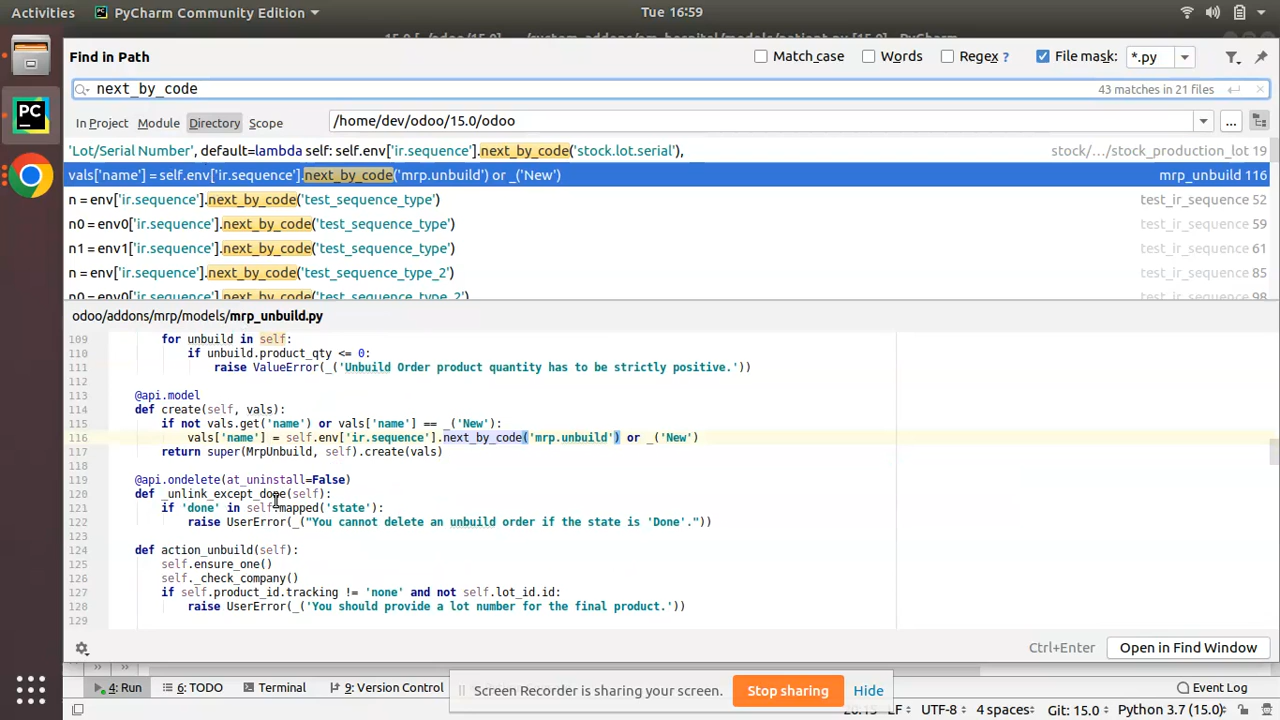 Activities PyCharm Community Edition Tue 16:59
Find in Path Match case Words Regex ? File mask: *.py
next_by_code 43 matches in 21 files
In Project Module Directory Scope /home/dev/odoo/15.0/odoo ...
'Lot/Serial Number', default=lambda self: self.env['ir.sequence'].next_by_code('stock.lot.serial'), stock/.../stock_production_lot 19
vals['name'] = self.env['ir.sequence'].next_by_code('mrp.unbuild') or _('New') mrp_unbuild 116
n = env['ir.sequence'].next_by_code('test_sequence_type') test_ir_sequence 52
n0 = env0['ir.sequence'].next_by_code('test_sequence_type') test_ir_sequence 59
n1 = env1['ir.sequence'].next_by_code('test_sequence_type') test_ir_sequence 61
n = env['ir.sequence'].next_by_code('test_sequence_type_2') test_ir_sequence 85
n0 = env0['ir.sequence'].next_by_code('test_sequence_type_2') test_ir_sequence 98
odoo/addons/mrp/models/mrp_unbuild.py
109 for unbuild in self:
110 if unbuild.product_qty <= 0:
111 raise ValueError(_('Unbuild Order product quantity has to be strictly positive.'))
112
113 @api.model
114 def create(self, vals):
115 if not vals.get('name') or vals['name'] == _('New'):
116 vals['name'] = self.env['ir.sequence'].next_by_code('mrp.unbuild') or _('New')
117 return super(MrpUnbuild, self).create(vals)
118
119 @api.ondelete(at_uninstall=False)
120 def _unlink_except_done(self):
121 if 'done' in self.mapped('state'):
122 raise UserError(_("You cannot delete an unbuild order if the state is 'Done'."))
123
124 def action_unbuild(self):
125 self.ensure_one()
126 self._check_company()
127 if self.product_id.tracking != 'none' and not self.lot_id.id:
128 raise UserError(_('You should provide a lot number for the final product.'))
129
Ctrl+Enter Open in Find Window
4: Run 6: TODO Terminal 9: Version Control Event Log
Screen Recorder is sharing your screen. Stop sharing Hide
LF UTF-8 4 spaces Git: 15.0 Python 3.7 (15.0)